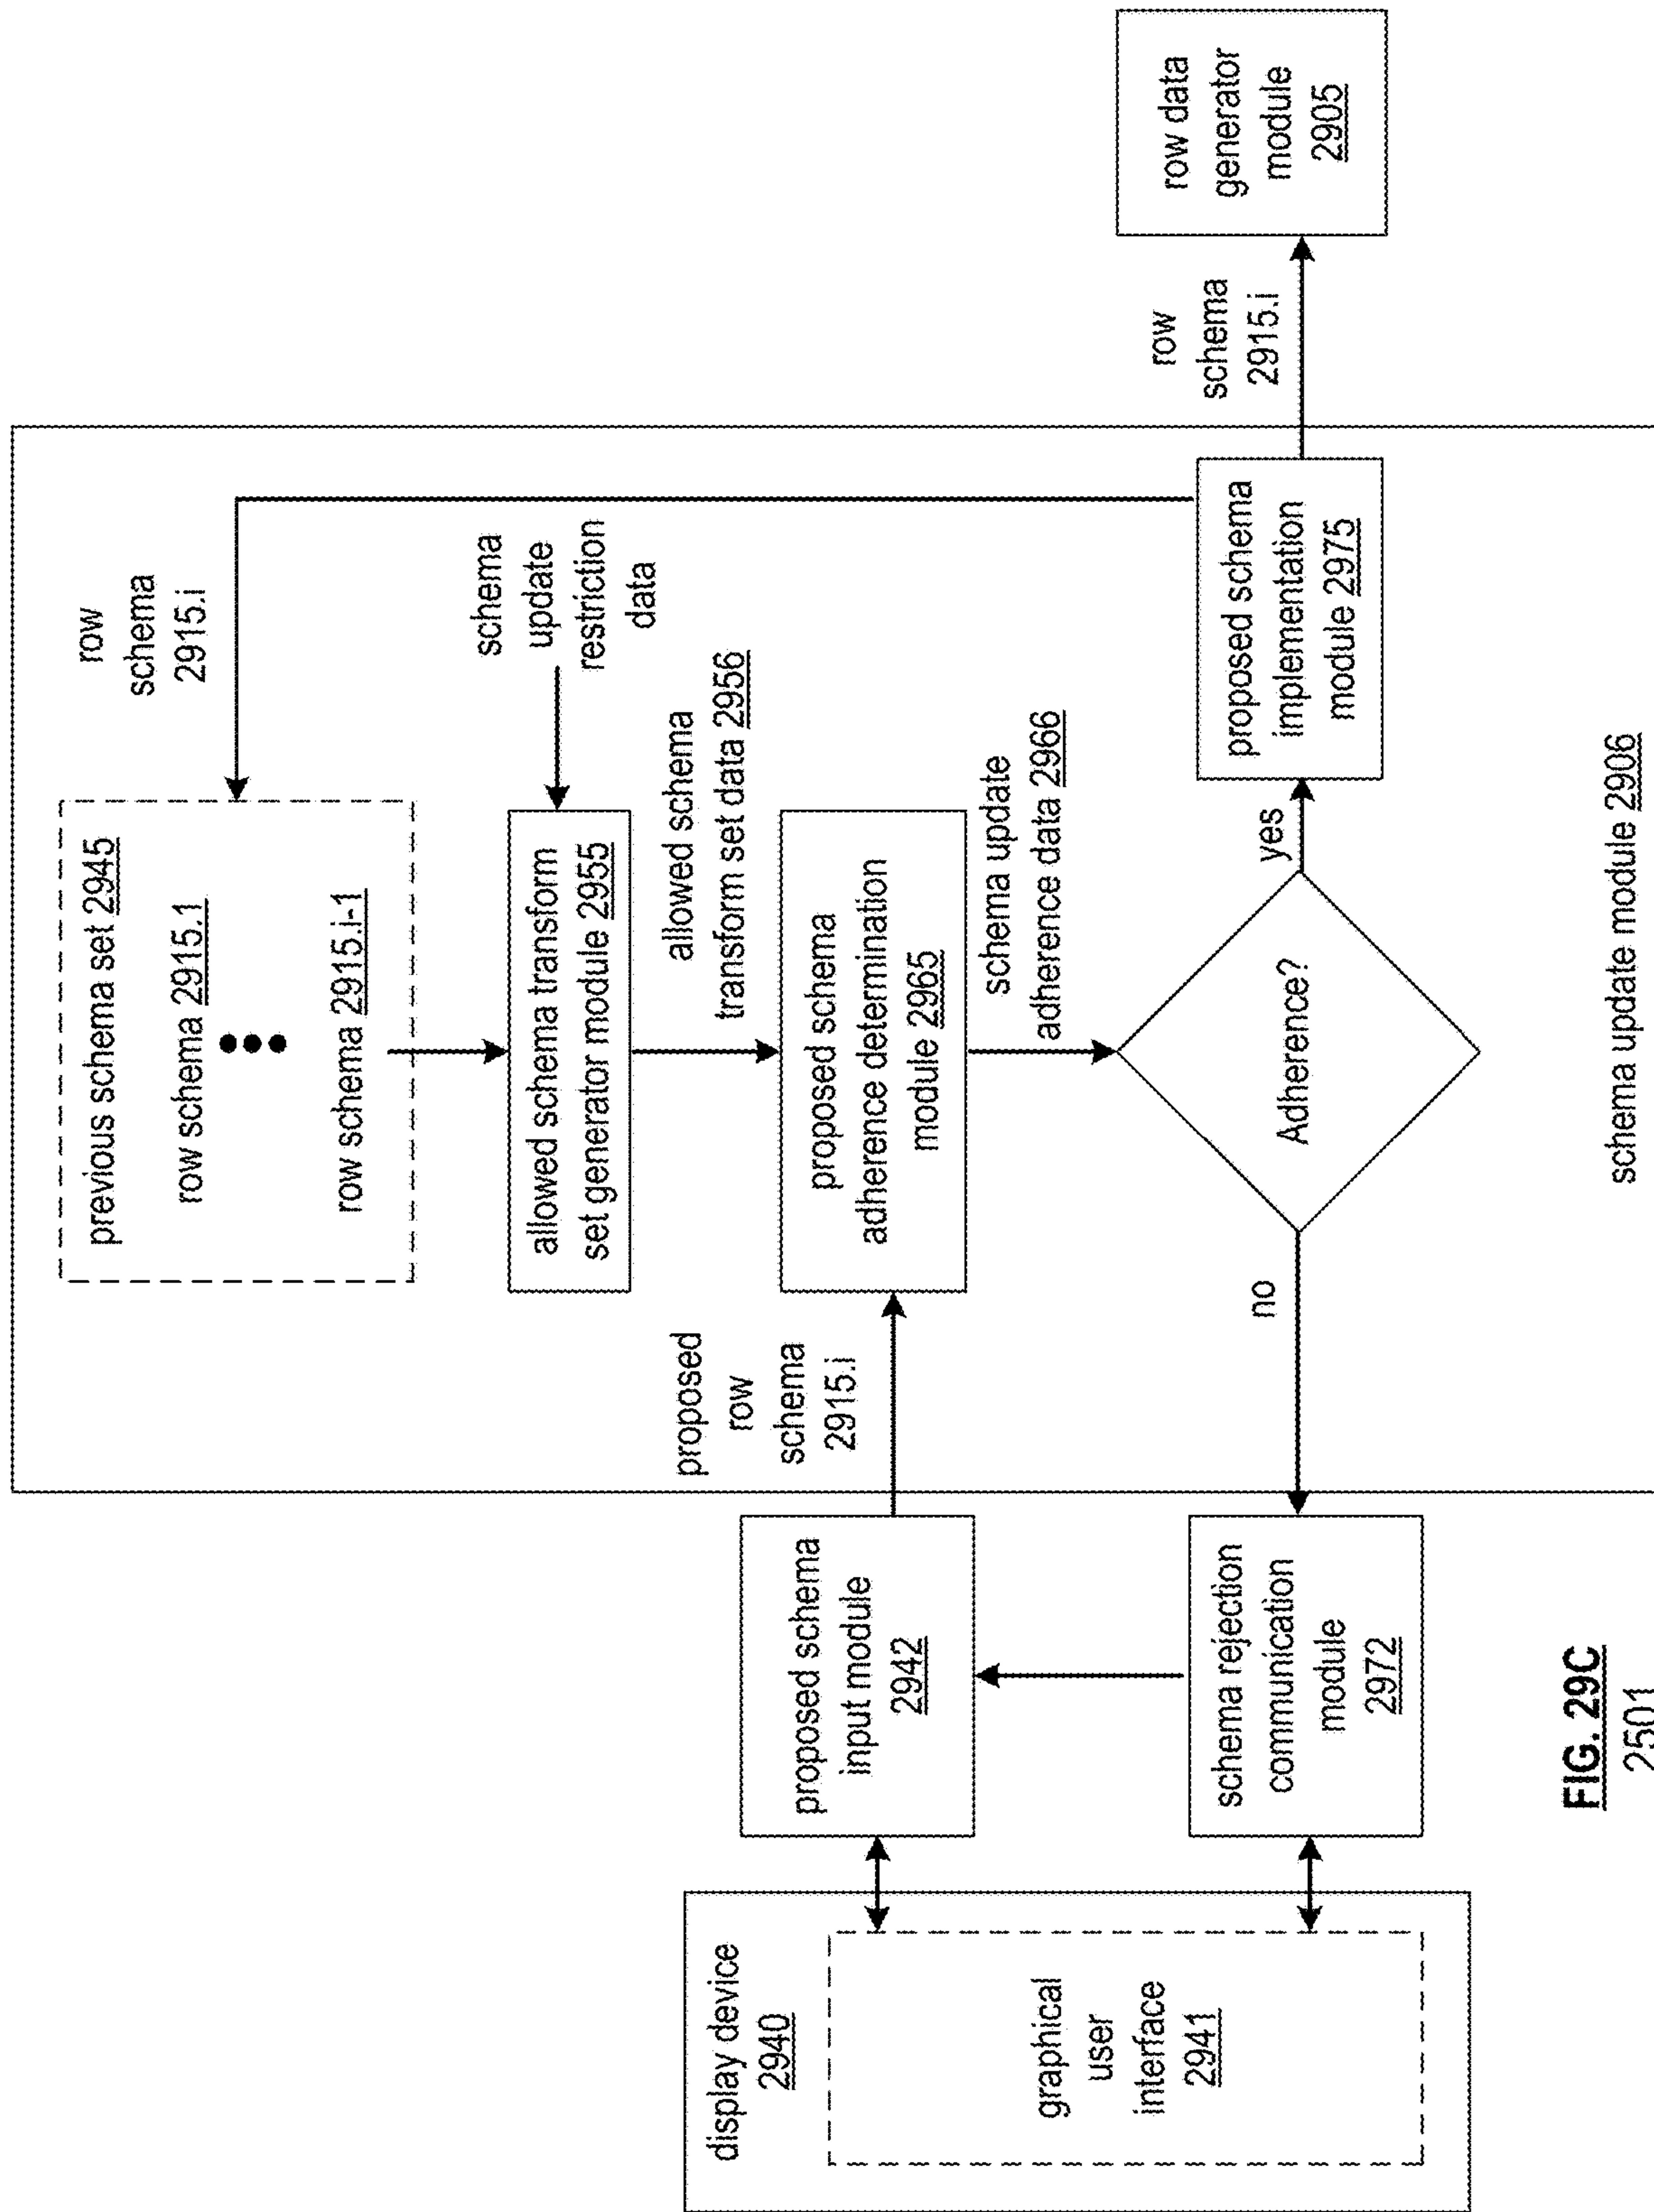 display device
2940
graphical
user
interface
2941
proposed schema
input module
2942
schema rejection
communication
module
2972
proposed
row
schema
2915.i
previous schema set 2945
row schema 2915.1
row schema 2915.i-1
row
schema
2915.i
allowed schema transform
set generator module 2955
schema
update
restriction
data
allowed schema
transform set data 2956
proposed schema
adherence determination
module 2965
schema update
adherence data 2966
Adherence?
no
yes
proposed schema
implementation
module 2975
schema update module 2906
row
schema
2915.i
row data
generator
module
2905
FIG. 29C
2501